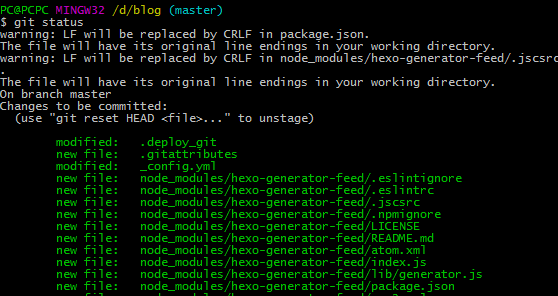 PC@PCPC MINGW32 /d/blog (master)
$ git status
warning: LF will be replaced by CRLF in package.json.
The file will have its original line endings in your working directory.
warning: LF will be replaced by CRLF in node_modules/hexo-generator-feed/.jscsrc
.
The file will have its original line endings in your working directory.
On branch master
Changes to be committed:
  (use "git reset HEAD <file>..." to unstage)

        modified:   .deploy_git
        new file:   .gitattributes
        modified:   _config.yml
        new file:   node_modules/hexo-generator-feed/.eslintignore
        new file:   node_modules/hexo-generator-feed/.eslintrc
        new file:   node_modules/hexo-generator-feed/.jscsrc
        new file:   node_modules/hexo-generator-feed/.npmignore
        new file:   node_modules/hexo-generator-feed/LICENSE
        new file:   node_modules/hexo-generator-feed/README.md
        new file:   node_modules/hexo-generator-feed/atom.xml
        new file:   node_modules/hexo-generator-feed/index.js
        new file:   node_modules/hexo-generator-feed/lib/generator.js
        new file:   node_modules/hexo-generator-feed/package.json